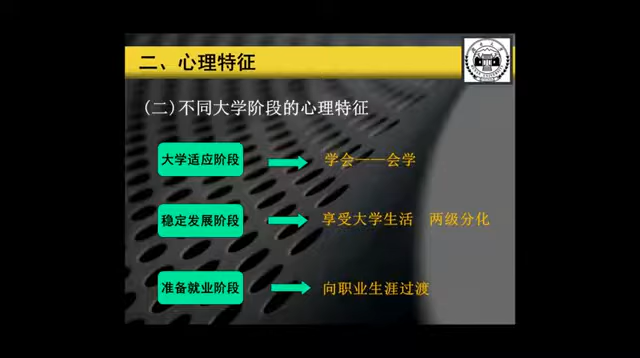 二、心理特征
(二)不同大学阶段的心理特征
大学适应阶段 学会——会学
稳定发展阶段 享受大学生活 两级分化
准备就业阶段 向职业生涯过渡